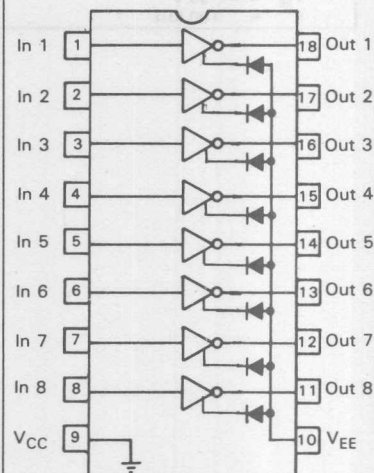 In 1 1 18 Out 1
In 2 2 17 Out 2
In 3 3 16 Out 3
In 4 4 15 Out 4
In 5 5 14 Out 5
In 6 6 13 Out 6
In 7 7 12 Out 7
In 8 8 11 Out 8
VCC 9 10 VEE